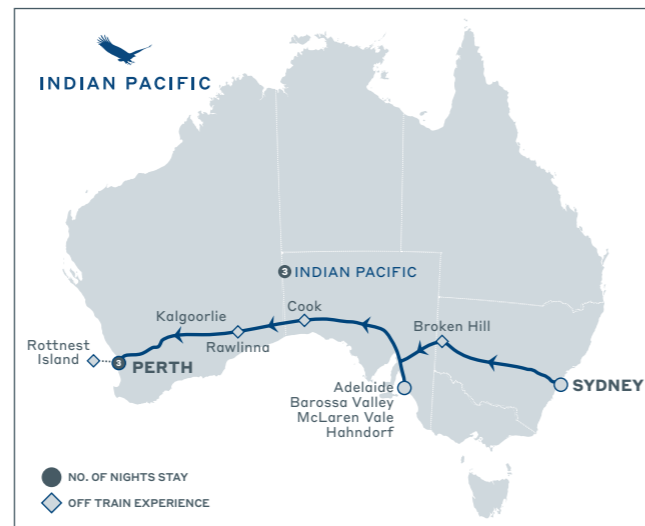 INDIAN PACIFIC
3 INDIAN PACIFIC
Cook
Kalgoorlie
Broken Hill
Rottnest
Island
Rawlinna
3 PERTH
Adelaide
Barossa Valley
McLaren Vale
Hahndorf
SYDNEY
NO. OF NIGHTS STAY
OFF TRAIN EXPERIENCE